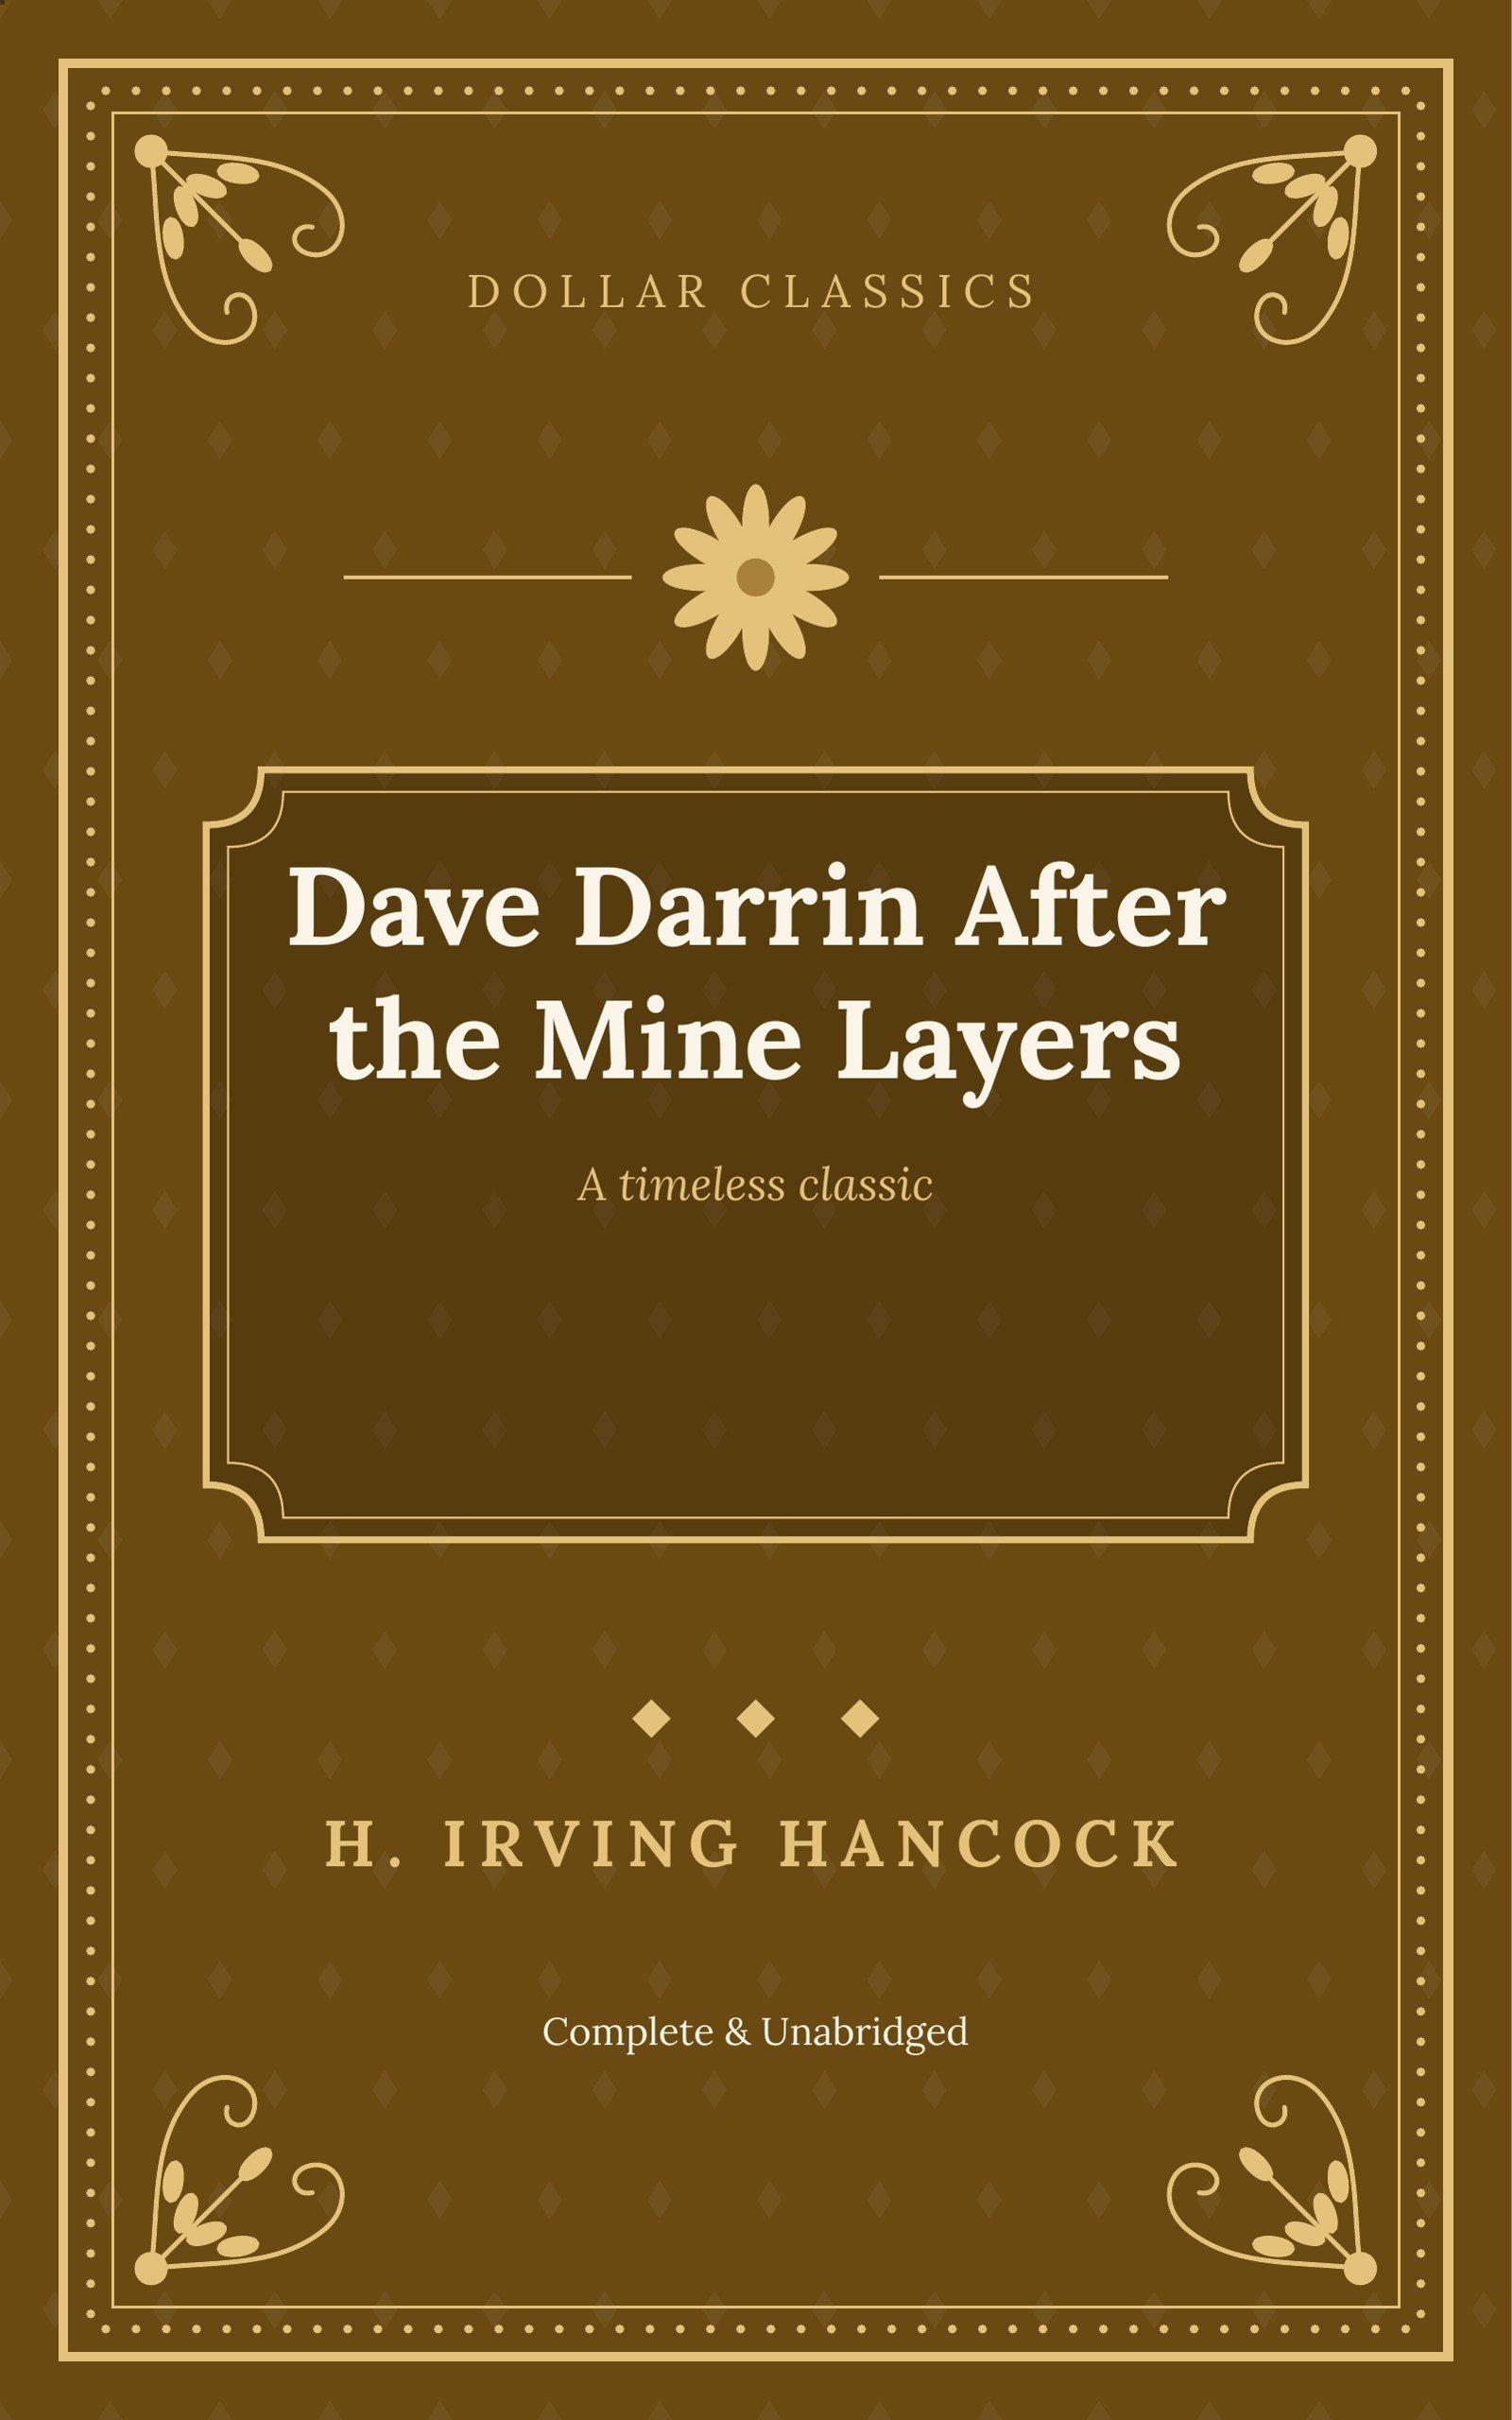 DOLLAR CLASSICS
Dave Darrin After
the Mine Layers
A timeless classic
H. IRVING HANCOCK
Complete & Unabridged